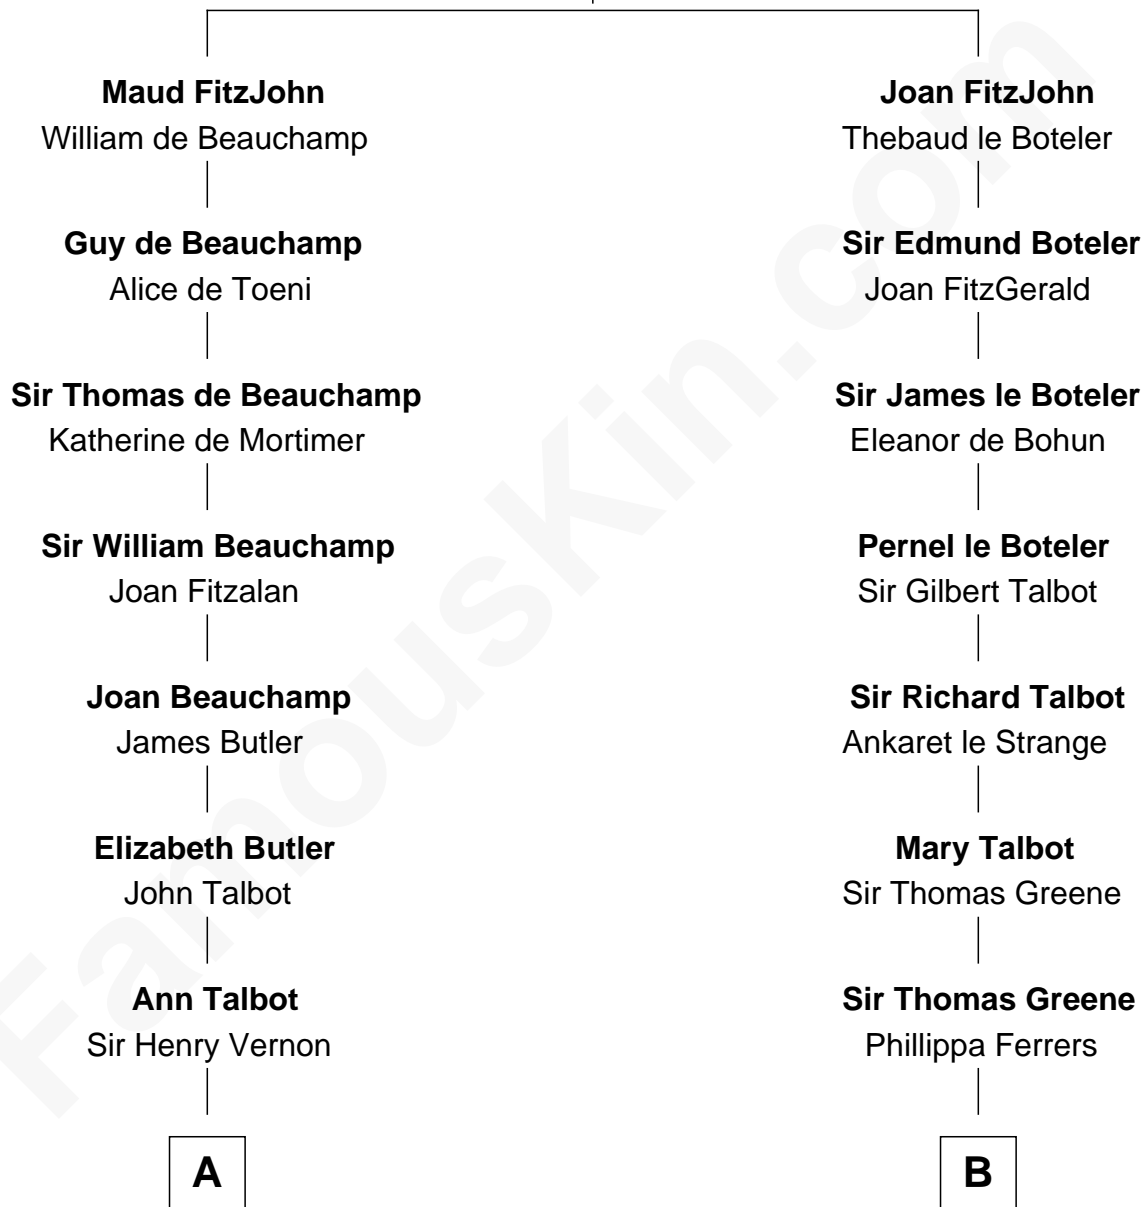 Maud FitzJohn
William de Beauchamp
Guy de Beauchamp
Alice de Toeni
Sir Thomas de Beauchamp
Katherine de Mortimer
Sir William Beauchamp
Joan Fitzalan
Joan Beauchamp
James Butler
Elizabeth Butler
John Talbot
Ann Talbot
Sir Henry Vernon
A
Joan FitzJohn
Thebaud le Boteler
Sir Edmund Boteler
Joan FitzGerald
Sir James le Boteler
Eleanor de Bohun
Pernel le Boteler
Sir Gilbert Talbot
Sir Richard Talbot
Ankaret le Strange
Mary Talbot
Sir Thomas Greene
Sir Thomas Greene
Phillippa Ferrers
B
FamousKin.com